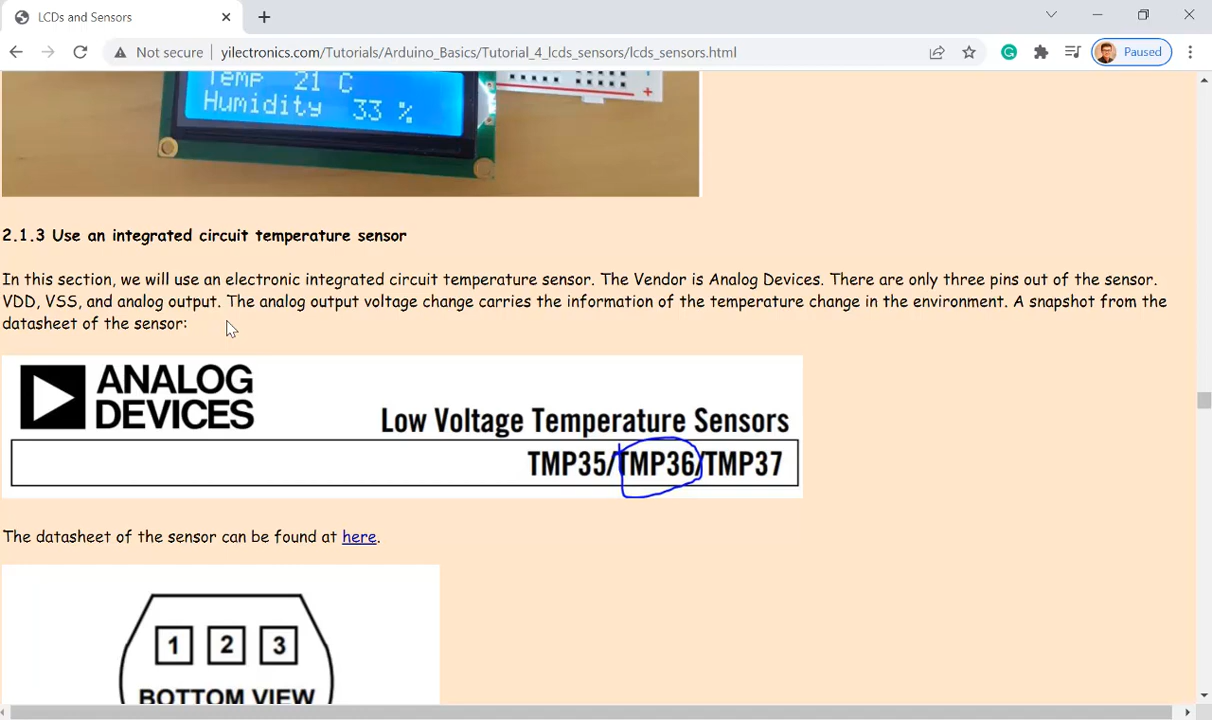 LCDs and Sensors
Not secure
yilectronics.com/Tutorials/Arduino_Basics/Tutorial_4_lcds_sensors/lcds_sensors.html
Paused
Temp 21 C
Humidity 33 %
2.1.3 Use an integrated circuit temperature sensor
In this section, we will use an electronic integrated circuit temperature sensor. The Vendor is Analog Devices. There are only three pins out of the sensor.
VDD, VSS, and analog output. The analog output voltage change carries the information of the temperature change in the environment. A snapshot from the
datasheet of the sensor:
ANALOG
DEVICES
Low Voltage Temperature Sensors
TMP35/TMP36/TMP37
The datasheet of the sensor can be found at here.
1 2 3
BOTTOM VIEW